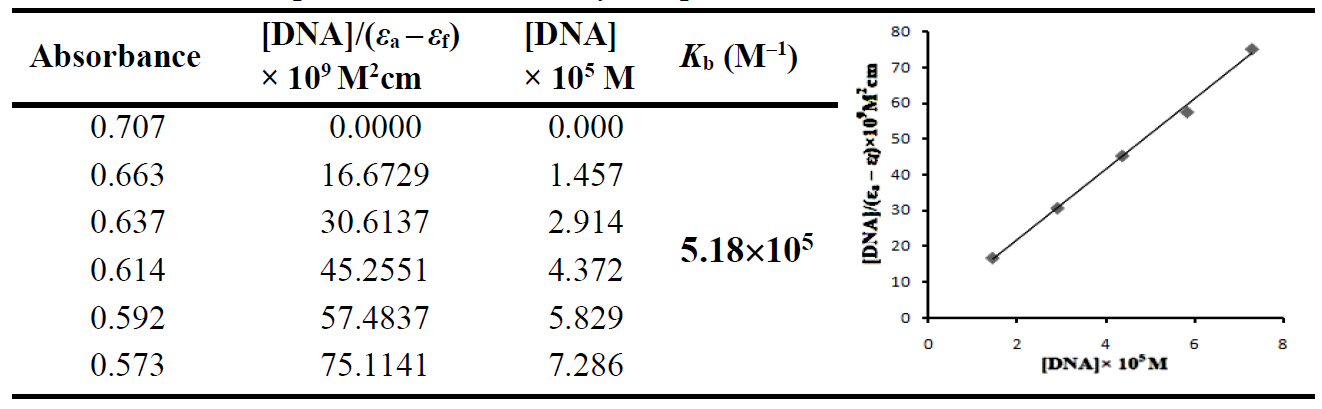 Absorbance [DNA]/(εa – εf) × 10⁹ M²cm [DNA] × 10⁵ M Kb (M⁻¹)
0.707 0.0000 0.000
0.663 16.6729 1.457
0.637 30.6137 2.914
0.614 45.2551 4.372
0.592 57.4837 5.829
0.573 75.1141 7.286
5.18×10⁵
[DNA]/(εa – εf)×10⁹M²cm
80
70
60
50
40
30
20
10
0
0 2 4 6 8
[DNA]× 10⁵ M